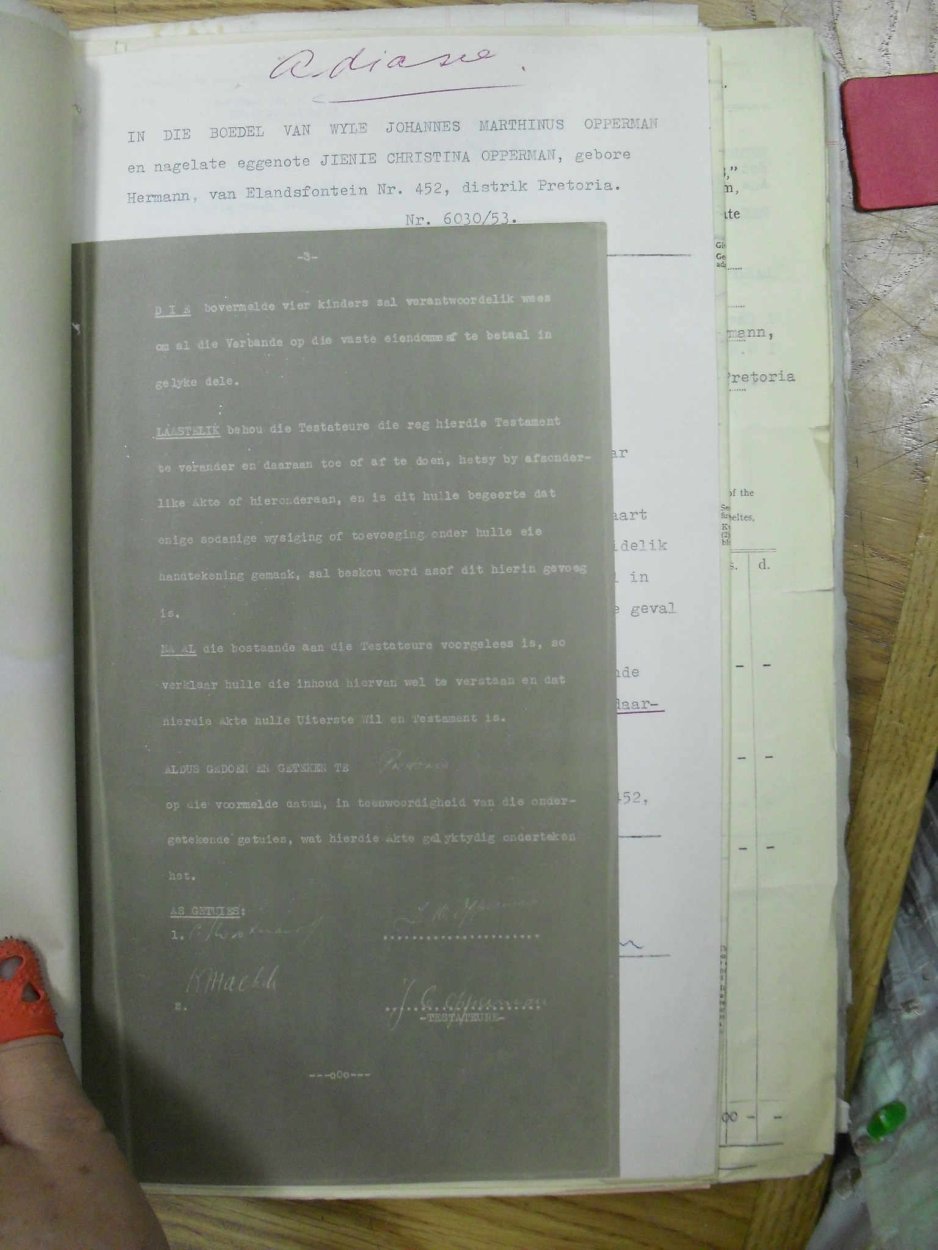 Adiasie.
IN DIE BOEDEL VAN WYLE JOHANNES MARTHINUS OPPERMAN
en nagelate eggenote JIENIE CHRISTINA OPPERMAN, gebore
Hermann, van Elandsfontein Nr. 452, distrik Pretoria.
Nr. 6030/53.
-3-
DIE bovermelde vier kinders sal verantwoordelik wees
om al die Verbande op die vaste eiendomme te betaal in
gelyke dele.
LAASTELIK behou die Testateure die reg hierdie Testament
te verander en daaraan toe of af te doen, hetsy by afsonder-
like Akte of hieronderaan, en is dit hulle begeerte dat
enige sodanige wysiging of toevoeging onder hulle eie
handtekening gemaak, sal beskou word asof dit hierin gevoeg
is.
NA AL die bostaande aan die Testateure voorgelees is, so
verklaar hulle die inhoud hiervan wel te verstaan en dat
hierdie Akte hulle Uiterste Wil en Testament is.
ALDUS GEDOEN EN GETEKEN TE
op die voormelde datum, in teenwoordigheid van die onder-
getekende getuies, wat hierdie Akte gelyktydig onderteken
het.
AS GETUIES:
1.
J. M. Opperman
2.
J C Opperman
-TESTATEURE-
---oOo---
ar
aart
idelik
l in
e geval
nde
daar-
452,
m,
ate
mann,
Pretoria
of the
s. d.
- -
- -
- -
00 - -